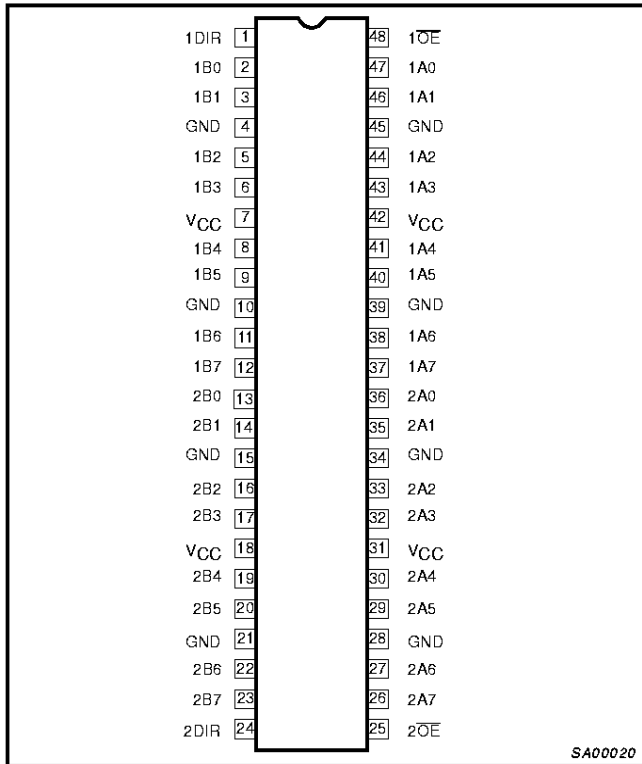 1DIR 1 48 1O̅E̅
1B0 2 47 1A0
1B1 3 46 1A1
GND 4 45 GND
1B2 5 44 1A2
1B3 6 43 1A3
VCC 7 42 VCC
1B4 8 41 1A4
1B5 9 40 1A5
GND 10 39 GND
1B6 11 38 1A6
1B7 12 37 1A7
2B0 13 36 2A0
2B1 14 35 2A1
GND 15 34 GND
2B2 16 33 2A2
2B3 17 32 2A3
VCC 18 31 VCC
2B4 19 30 2A4
2B5 20 29 2A5
GND 21 28 GND
2B6 22 27 2A6
2B7 23 26 2A7
2DIR 24 25 2O̅E̅
SA00020